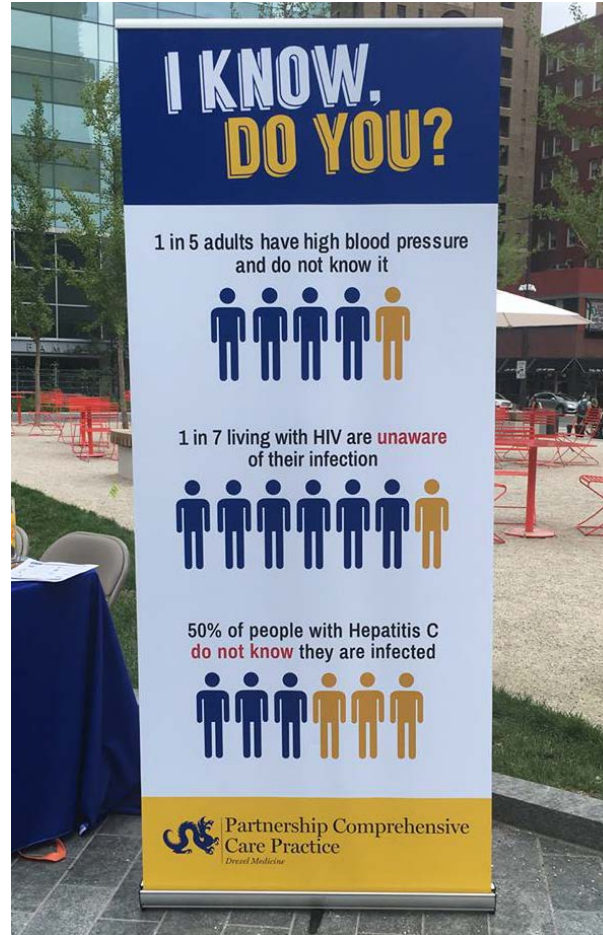 I KNOW,
DO YOU?
1 in 5 adults have high blood pressure
and do not know it
1 in 7 living with HIV are unaware
of their infection
50% of people with Hepatitis C
do not know they are infected
Partnership Comprehensive
Care Practice
Drexel Medicine